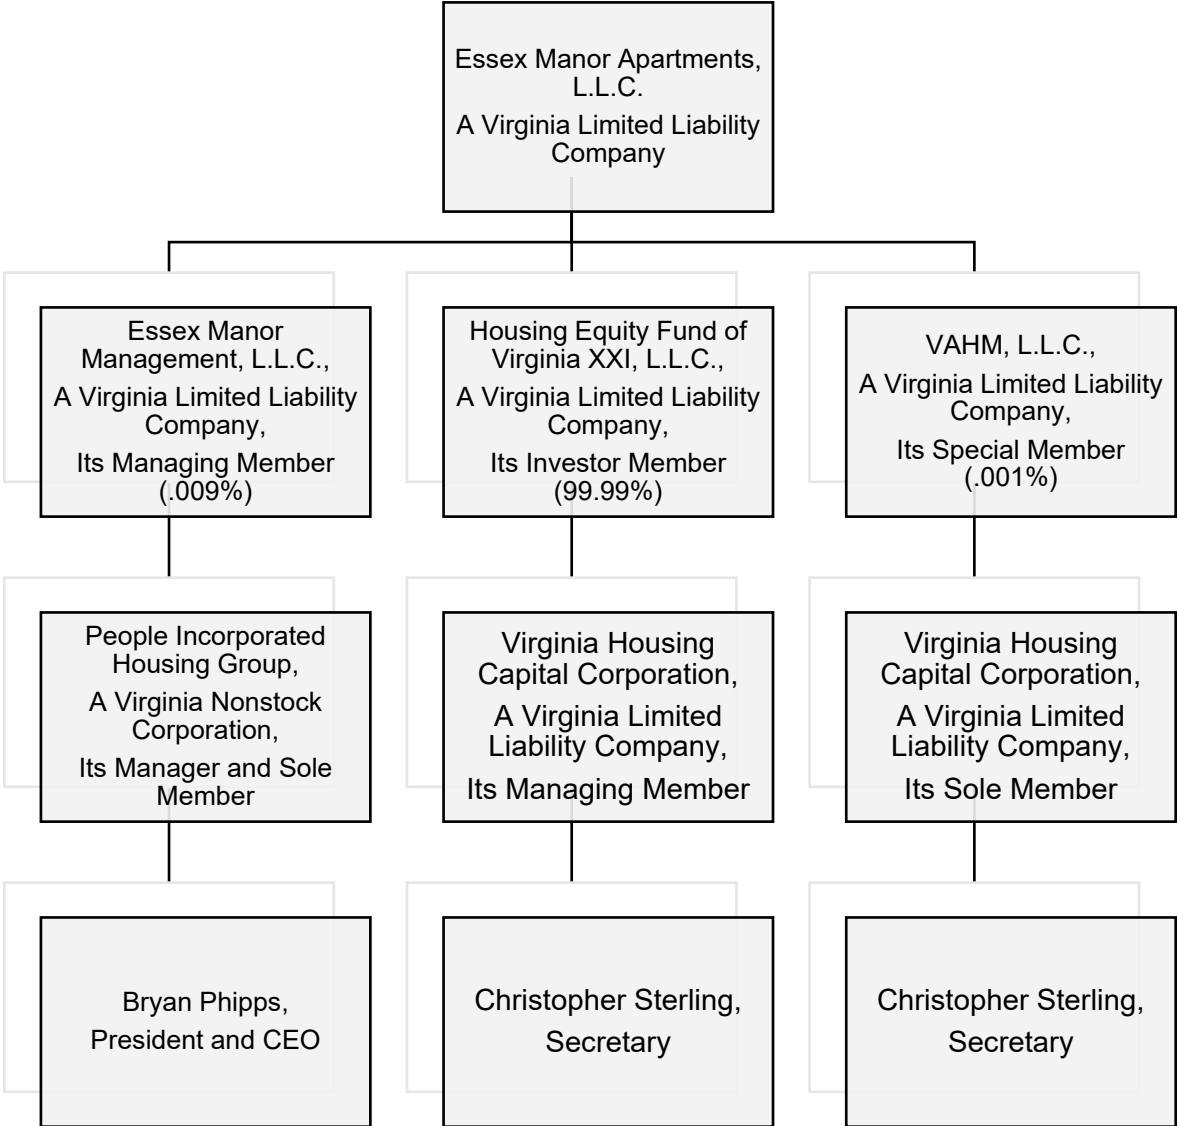 Essex Manor Apartments,
L.L.C.
A Virginia Limited Liability
Company
Essex Manor
Management, L.L.C.,
A Virginia Limited Liability
Company,
Its Managing Member
(.009%)
Housing Equity Fund of
Virginia XXI, L.L.C.,
A Virginia Limited Liability
Company,
Its Investor Member
(99.99%)
VAHM, L.L.C.,
A Virginia Limited Liability
Company,
Its Special Member
(.001%)
People Incorporated
Housing Group,
A Virginia Nonstock
Corporation,
Its Manager and Sole
Member
Virginia Housing
Capital Corporation,
A Virginia Limited
Liability Company,
Its Managing Member
Virginia Housing
Capital Corporation,
A Virginia Limited
Liability Company,
Its Sole Member
Bryan Phipps,
President and CEO
Christopher Sterling,
Secretary
Christopher Sterling,
Secretary